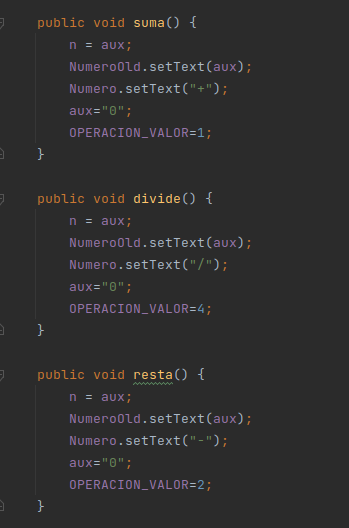 public void suma() {
    n = aux;
    NumeroOld.setText(aux);
    Numero.setText("+");
    aux="0";
    OPERACION_VALOR=1;
}
public void divide() {
    n = aux;
    NumeroOld.setText(aux);
    Numero.setText("/");
    aux="0";
    OPERACION_VALOR=4;
}
public void resta() {
    n = aux;
    NumeroOld.setText(aux);
    Numero.setText("-");
    aux="0";
    OPERACION_VALOR=2;
}